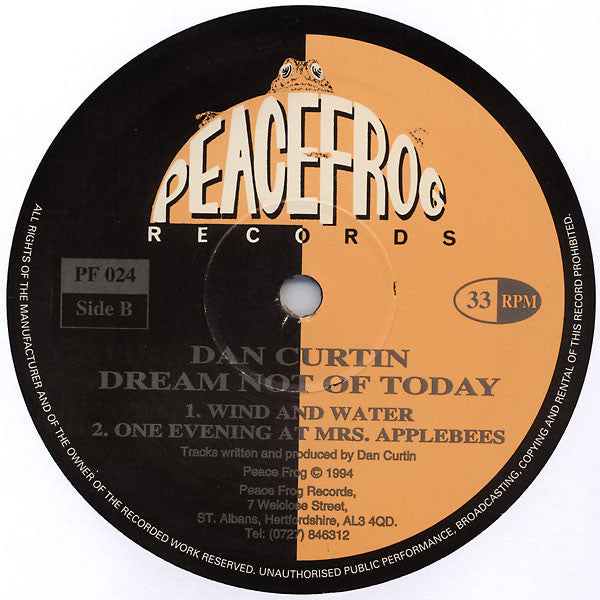 PEACEFROG
RECORDS
PF 024
Side B
33 RPM
DAN CURTIN
DREAM NOT OF TODAY
1. WIND AND WATER
2. ONE EVENING AT MRS. APPLEBEES
Tracks written and produced by Dan Curtin
Peace Frog © 1994
Peace Frog Records,
7 Welclose Street,
ST. Albans, Hertfordshire, AL3 4QD.
Tel: (0727) 846312
ALL RIGHTS OF THE MANUFACTURER AND OF THE OWNER OF THE RECORDED WORK RESERVED. UNAUTHORISED PUBLIC PERFORMANCE, BROADCASTING, COPYING AND RENTAL OF THIS RECORD PROHIBITED.